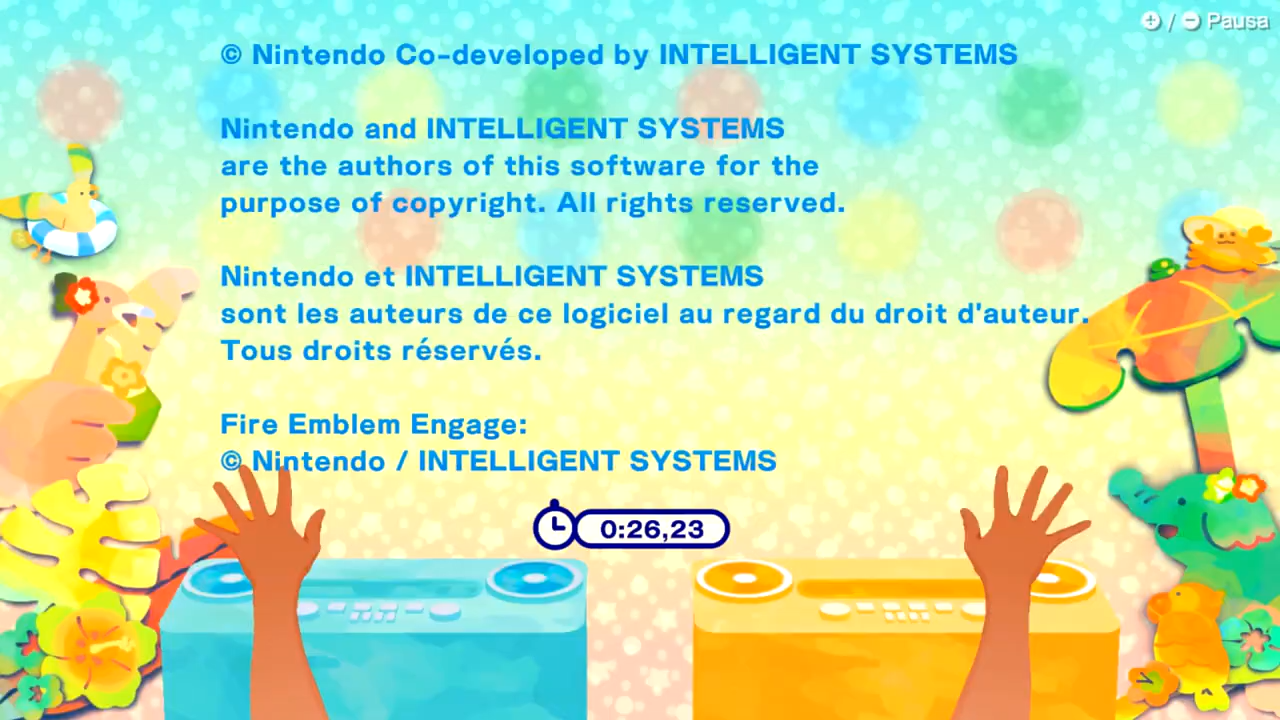 + / - Pausa
© Nintendo Co-developed by INTELLIGENT SYSTEMS
Nintendo and INTELLIGENT SYSTEMS
are the authors of this software for the
purpose of copyright. All rights reserved.
Nintendo et INTELLIGENT SYSTEMS
sont les auteurs de ce logiciel au regard du droit d'auteur.
Tous droits réservés.
Fire Emblem Engage:
© Nintendo / INTELLIGENT SYSTEMS
0:26,23